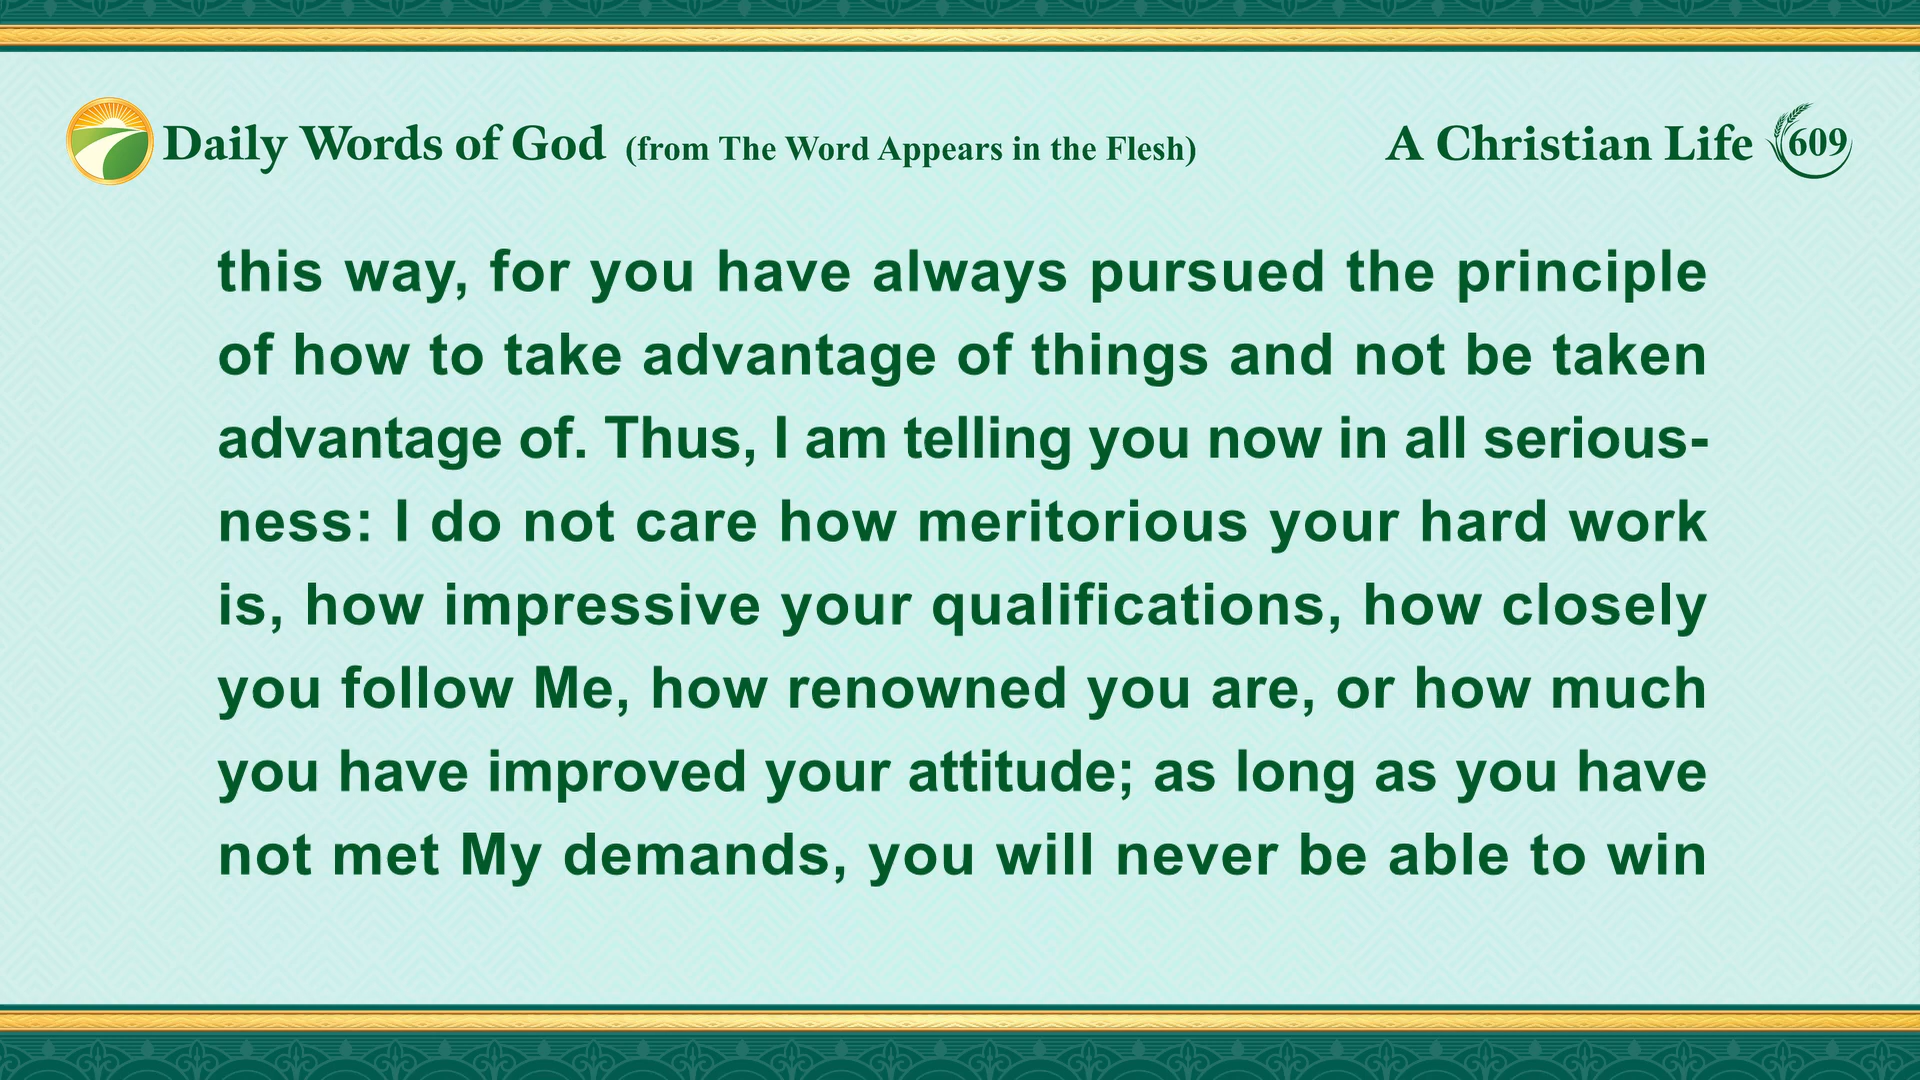 Daily Words of God (from The Word Appears in the Flesh)
A Christian Life 609
this way, for you have always pursued the principle
of how to take advantage of things and not be taken
advantage of. Thus, I am telling you now in all serious-
ness: I do not care how meritorious your hard work
is, how impressive your qualifications, how closely
you follow Me, how renowned you are, or how much
you have improved your attitude; as long as you have
not met My demands, you will never be able to win